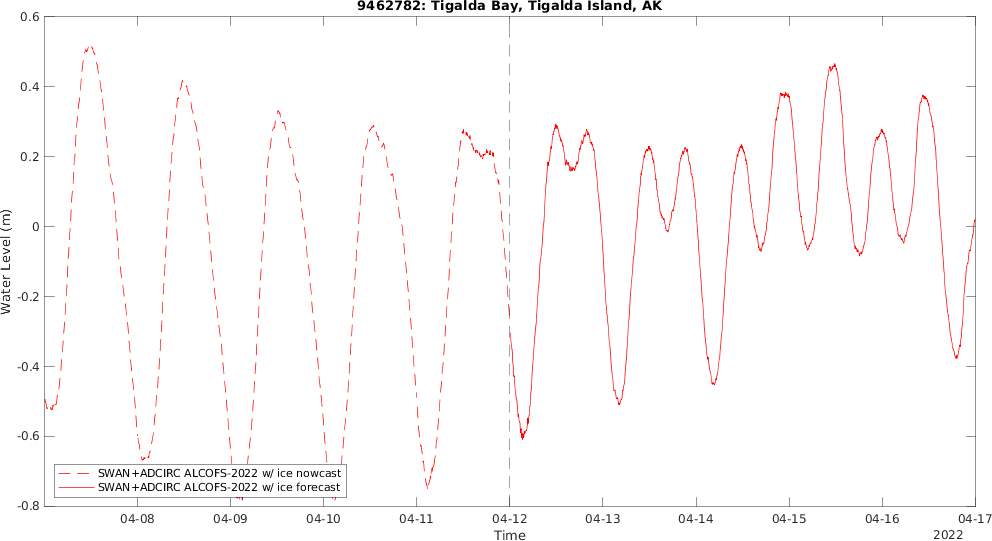 9462782: Tigalda Bay, Tigalda Island, AK
0.6
0.4
0.2
0
-0.2
-0.4
-0.6
-0.8
Water Level (m)
SWAN+ADCIRC ALCOFS-2022 w/ ice nowcast
SWAN+ADCIRC ALCOFS-2022 w/ ice forecast
04-08 04-09 04-10 04-11 04-12 04-13 04-14 04-15 04-16 04-17
Time
2022